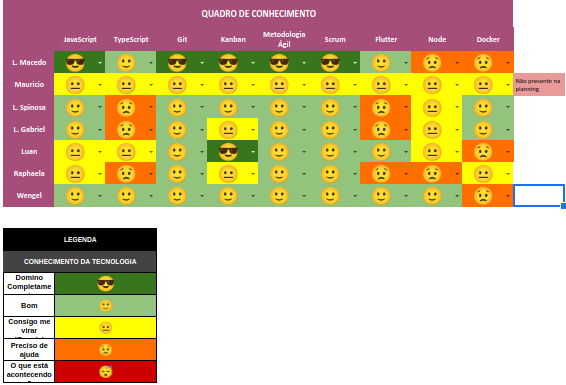 QUADRO DE CONHECIMENTO
JavaScript TypeScript Git Kanban Metodologia Ágil Scrum Flutter Node Docker
L. Macedo
Mauricio
Não presente na
planning
L. Spinosa
L. Gabriel
Luan
Raphaela
Wengel
LEGENDA
CONHECIMENTO DA TECNOLOGIA
Domino
Completame
Bom
Consigo me
virar
Preciso de
ajuda
O que está
acontecendo